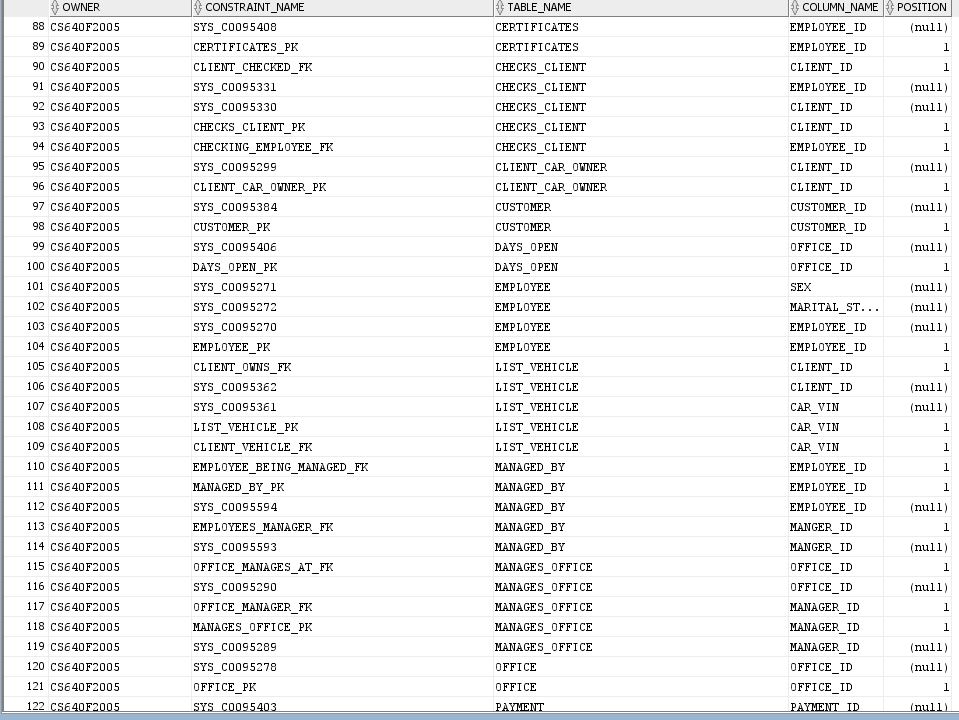 OWNER CONSTRAINT_NAME TABLE_NAME COLUMN_NAME POSITION
88 CS640F2005 SYS_C0095408 CERTIFICATES EMPLOYEE_ID (null)
89 CS640F2005 CERTIFICATES_PK CERTIFICATES EMPLOYEE_ID 1
90 CS640F2005 CLIENT_CHECKED_FK CHECKS_CLIENT CLIENT_ID 1
91 CS640F2005 SYS_C0095331 CHECKS_CLIENT EMPLOYEE_ID (null)
92 CS640F2005 SYS_C0095330 CHECKS_CLIENT CLIENT_ID (null)
93 CS640F2005 CHECKS_CLIENT_PK CHECKS_CLIENT CLIENT_ID 1
94 CS640F2005 CHECKING_EMPLOYEE_FK CHECKS_CLIENT EMPLOYEE_ID 1
95 CS640F2005 SYS_C0095299 CLIENT_CAR_OWNER CLIENT_ID (null)
96 CS640F2005 CLIENT_CAR_OWNER_PK CLIENT_CAR_OWNER CLIENT_ID 1
97 CS640F2005 SYS_C0095384 CUSTOMER CUSTOMER_ID (null)
98 CS640F2005 CUSTOMER_PK CUSTOMER CUSTOMER_ID 1
99 CS640F2005 SYS_C0095406 DAYS_OPEN OFFICE_ID (null)
100 CS640F2005 DAYS_OPEN_PK DAYS_OPEN OFFICE_ID 1
101 CS640F2005 SYS_C0095271 EMPLOYEE SEX (null)
102 CS640F2005 SYS_C0095272 EMPLOYEE MARITAL_ST... (null)
103 CS640F2005 SYS_C0095270 EMPLOYEE EMPLOYEE_ID (null)
104 CS640F2005 EMPLOYEE_PK EMPLOYEE EMPLOYEE_ID 1
105 CS640F2005 CLIENT_OWNS_FK LIST_VEHICLE CLIENT_ID 1
106 CS640F2005 SYS_C0095362 LIST_VEHICLE CLIENT_ID (null)
107 CS640F2005 SYS_C0095361 LIST_VEHICLE CAR_VIN (null)
108 CS640F2005 LIST_VEHICLE_PK LIST_VEHICLE CAR_VIN 1
109 CS640F2005 CLIENT_VEHICLE_FK LIST_VEHICLE CAR_VIN 1
110 CS640F2005 EMPLOYEE_BEING_MANAGED_FK MANAGED_BY EMPLOYEE_ID 1
111 CS640F2005 MANAGED_BY_PK MANAGED_BY EMPLOYEE_ID 1
112 CS640F2005 SYS_C0095594 MANAGED_BY EMPLOYEE_ID (null)
113 CS640F2005 EMPLOYEES_MANAGER_FK MANAGED_BY MANGER_ID 1
114 CS640F2005 SYS_C0095593 MANAGED_BY MANGER_ID (null)
115 CS640F2005 OFFICE_MANAGES_AT_FK MANAGES_OFFICE OFFICE_ID 1
116 CS640F2005 SYS_C0095290 MANAGES_OFFICE OFFICE_ID (null)
117 CS640F2005 OFFICE_MANAGER_FK MANAGES_OFFICE MANAGER_ID 1
118 CS640F2005 MANAGES_OFFICE_PK MANAGES_OFFICE MANAGER_ID 1
119 CS640F2005 SYS_C0095289 MANAGES_OFFICE MANAGER_ID (null)
120 CS640F2005 SYS_C0095278 OFFICE OFFICE_ID (null)
121 CS640F2005 OFFICE_PK OFFICE OFFICE_ID 1
122 CS640F2005 SYS_C0095403 PAYMENT PAYMENT_ID (null)